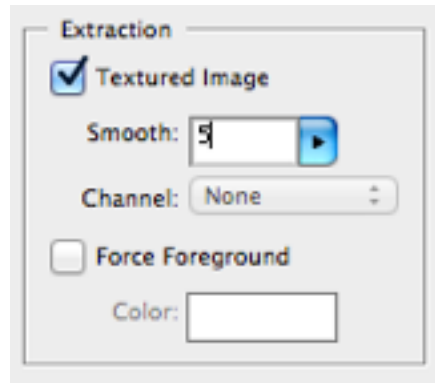 Extraction
Textured Image
Smooth: 5
Channel: None
Force Foreground
Color: